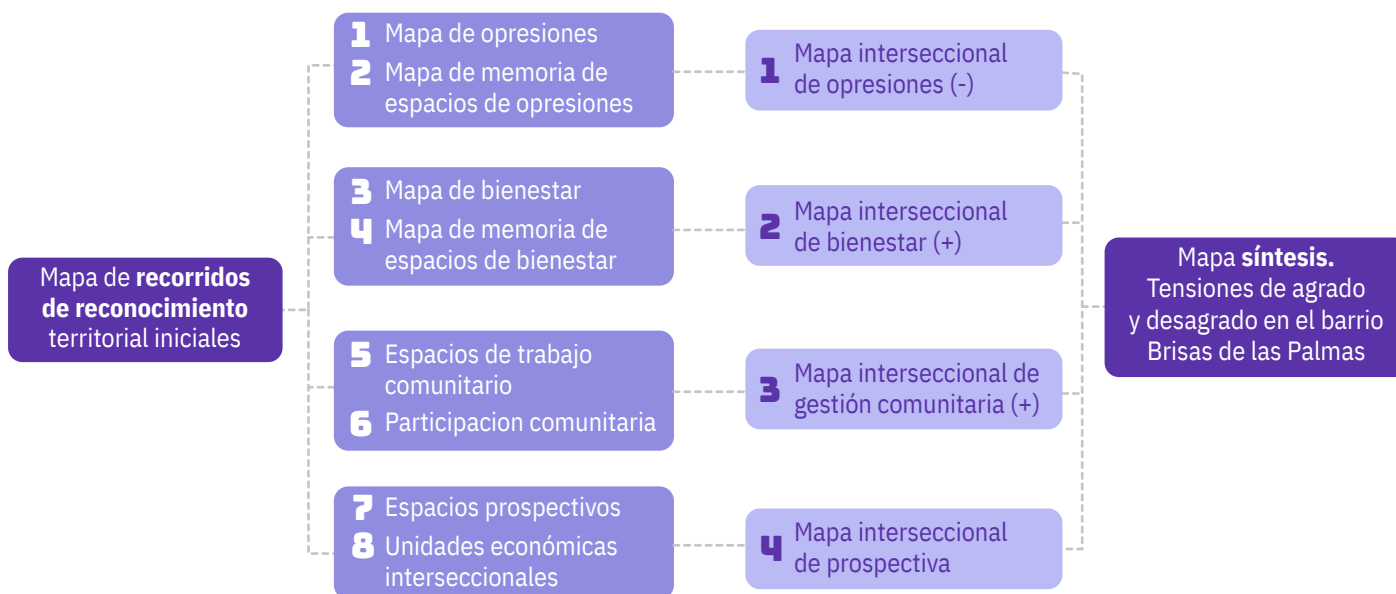 Mapa de recorridos
de reconocimiento
territorial iniciales
1 Mapa de opresiones
2 Mapa de memoria de
espacios de opresiones
3 Mapa de bienestar
4 Mapa de memoria de
espacios de bienestar
5 Espacios de trabajo
comunitario
6 Participacion comunitaria
7 Espacios prospectivos
8 Unidades económicas
interseccionales
1 Mapa interseccional
de opresiones (-)
2 Mapa interseccional
de bienestar (+)
3 Mapa interseccional de
gestión comunitaria (+)
4 Mapa interseccional
de prospectiva
Mapa síntesis.
Tensiones de agrado
y desagrado en el barrio
Brisas de las Palmas